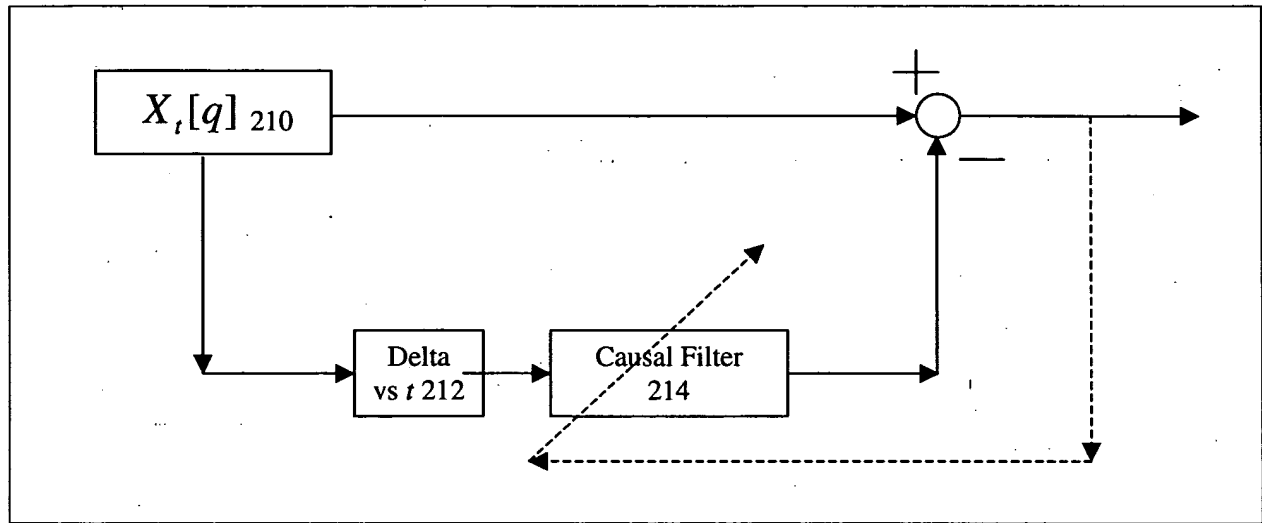 +
X_t[q] 210
—
Delta
vs t 212
Causal Filter
214